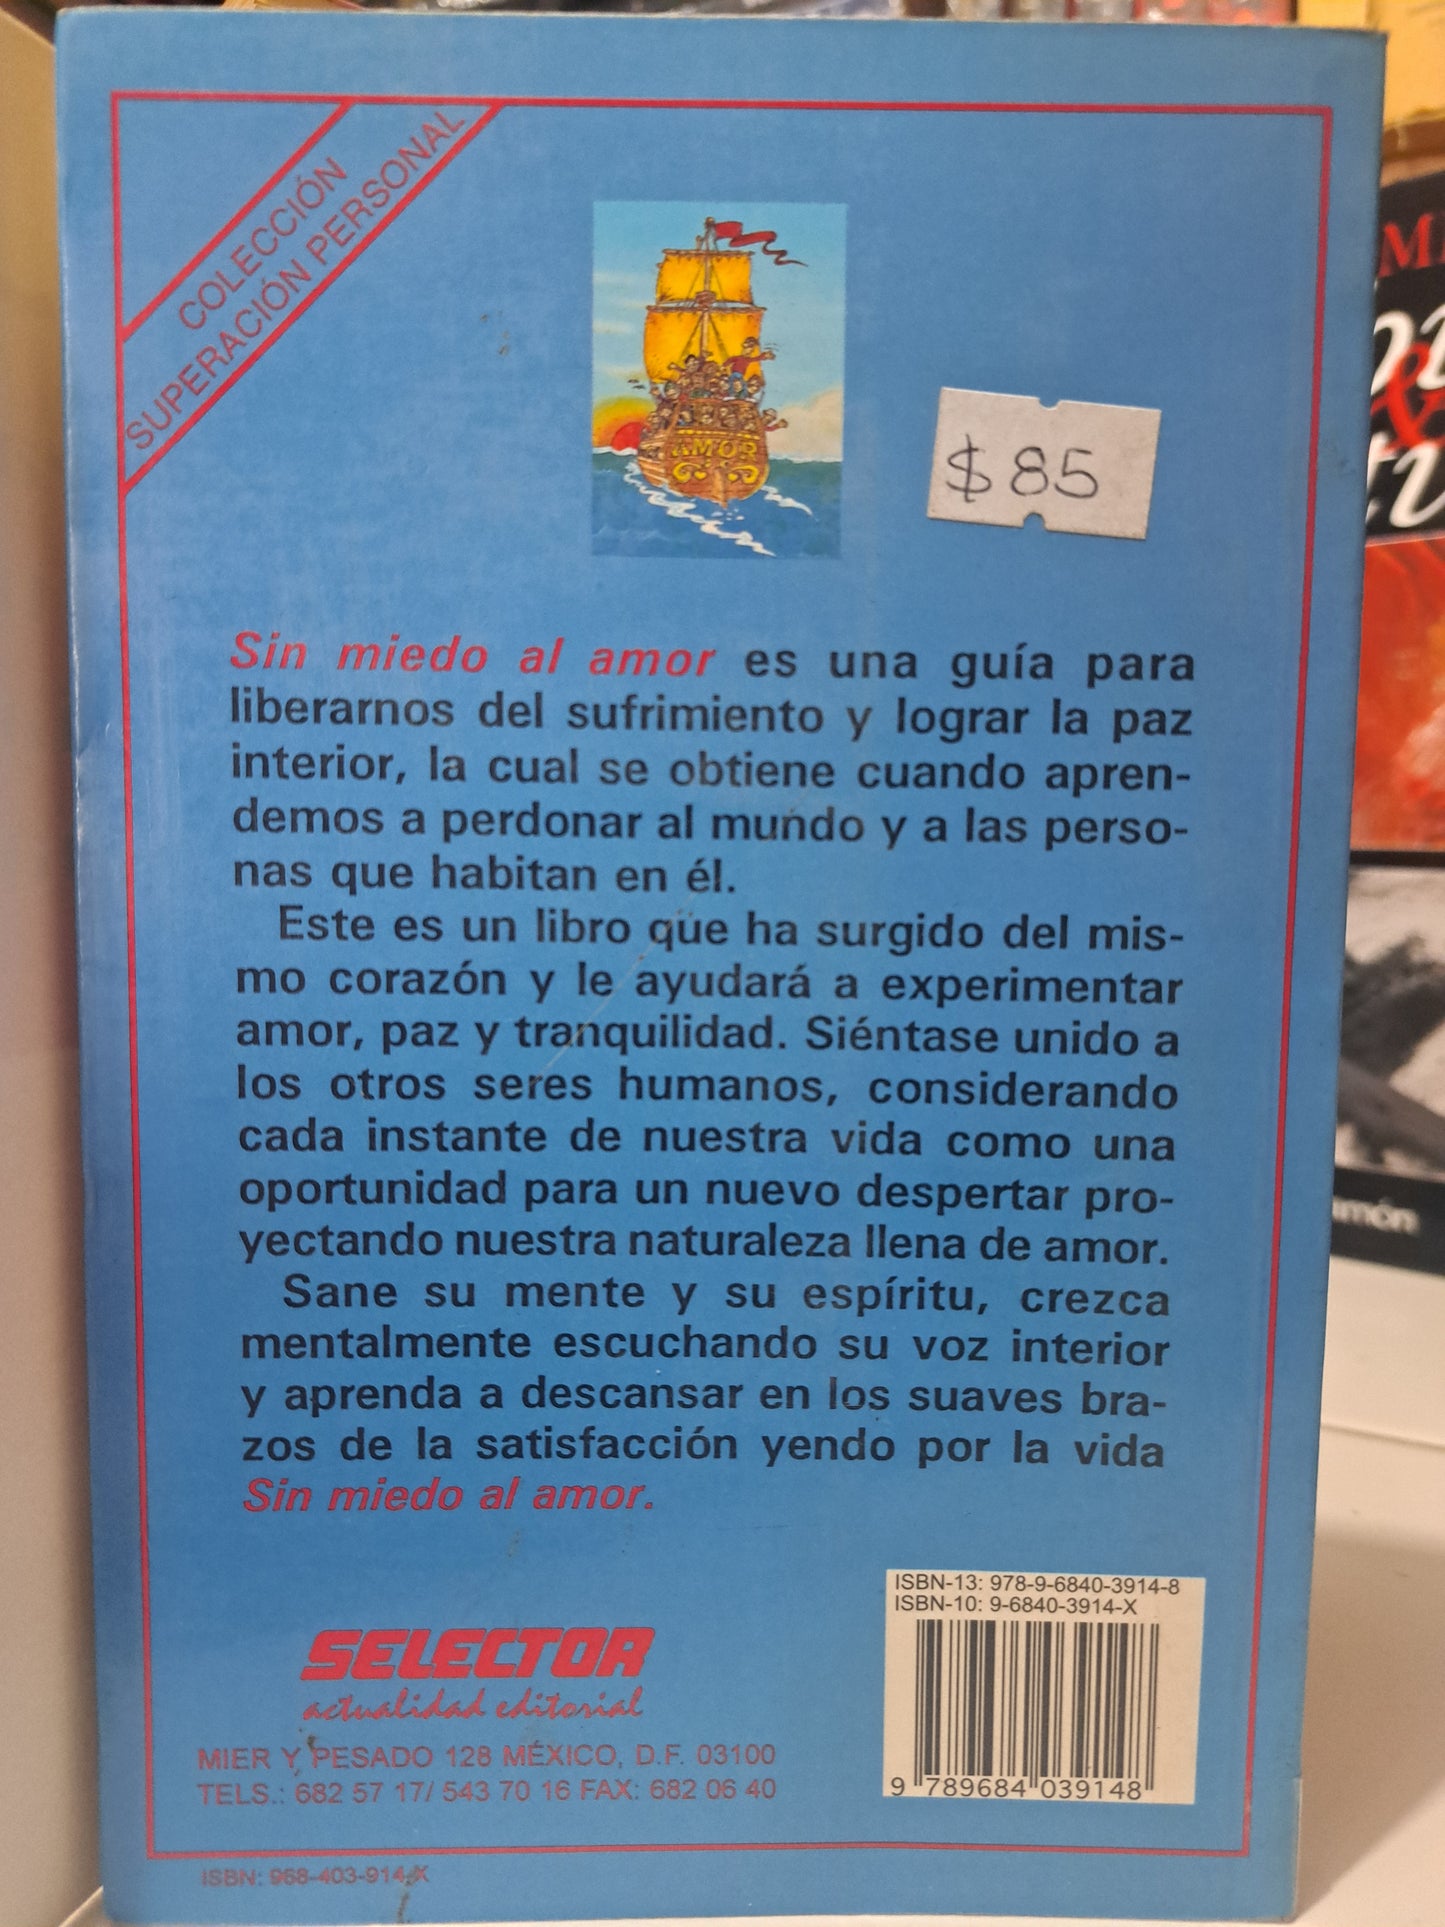 COLECCIÓN
SUPERACIÓN PERSONAL
AMOR
$85
Sin miedo al amor es una guía para
liberarnos del sufrimiento y lograr la paz
interior, la cual se obtiene cuando apren-
demos a perdonar al mundo y a las perso-
nas que habitan en él.
Este es un libro que ha surgido del mis-
mo corazón y le ayudará a experimentar
amor, paz y tranquilidad. Siéntase unido a
los otros seres humanos, considerando
cada instante de nuestra vida como una
oportunidad para un nuevo despertar pro-
yectando nuestra naturaleza llena de amor.
Sane su mente y su espíritu, crezca
mentalmente escuchando su voz interior
y aprenda a descansar en los suaves bra-
zos de la satisfacción yendo por la vida
Sin miedo al amor.
ISBN-13: 978-9-6840-3914-8
ISBN-10: 9-6840-3914-X
9 789684 039148
SELECTOR
actualidad editorial
MIER Y PESADO 128 MÉXICO, D.F. 03100
TELS.: 682 57 17/ 543 70 16 FAX: 682 06 40
ISBN: 968-403-914-X